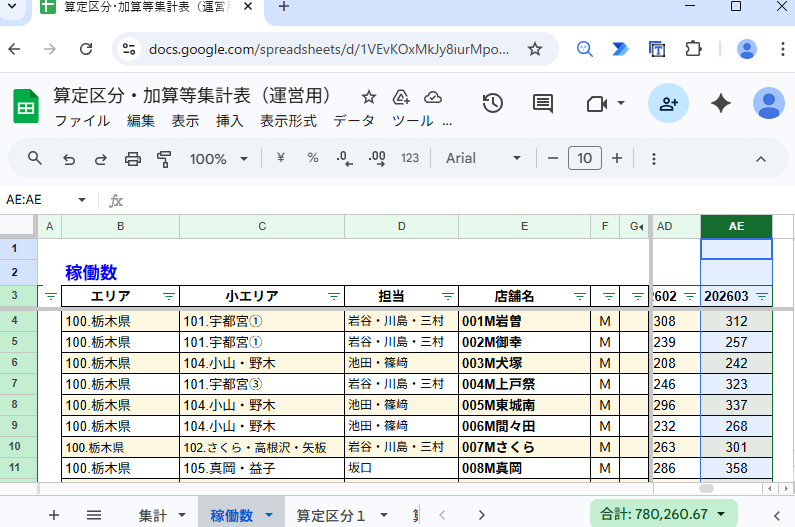 算定区分・加算等集計表（運営用
docs.google.com/spreadsheets/d/1VEvKOxMkJy8iurMpo...
算定区分・加算等集計表（運営用）
ファイル 編集 表示 挿入 表示形式 データ ツール ...
100% ¥ % .0 .00 123 Arial 10
AE:AE fx
A B C D E F G AD AE
1
2 稼働数
3 エリア 小エリア 担当 店舗名 602 202603
4 100.栃木県 101.宇都宮① 岩谷・川島・三村 001M岩曽 M 308 312
5 100.栃木県 101.宇都宮① 岩谷・川島・三村 002M御幸 M 239 257
6 100.栃木県 104.小山・野木 池田・篠﨑 003M犬塚 M 208 242
7 100.栃木県 101.宇都宮③ 岩谷・川島・三村 004M上戸祭 M 246 323
8 100.栃木県 104.小山・野木 池田・篠﨑 005M東城南 M 296 337
9 100.栃木県 104.小山・野木 池田・篠﨑 006M間々田 M 232 268
10 100.栃木県 102.さくら・高根沢・矢板 岩谷・川島・三村 007Mさくら M 263 301
11 100.栃木県 105.真岡・益子 坂口 008M真岡 M 286 358
集計 稼働数 算定区分１ 合計: 780,260.67